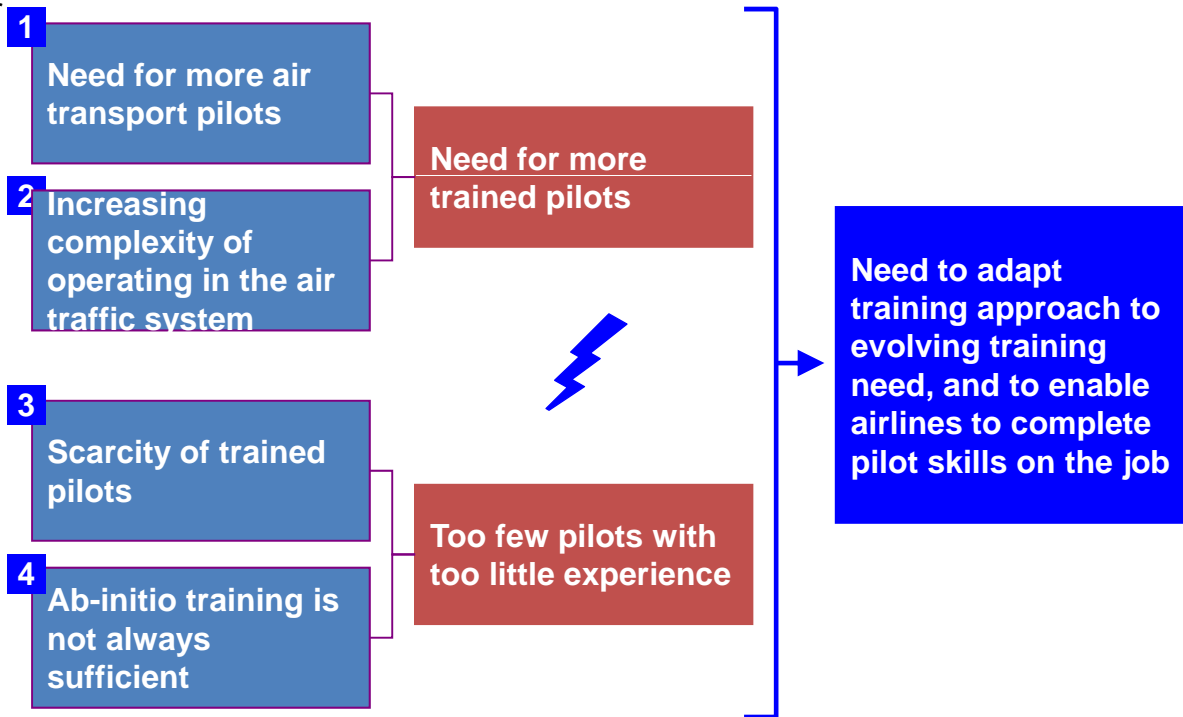 1
Need for more air
transport pilots
2
Increasing
complexity of
operating in the air
traffic system
Need for more
trained pilots
3
Scarcity of trained
pilots
4
Ab-initio training is
not always
sufficient
Too few pilots with
too little experience
Need to adapt
training approach to
evolving training
need, and to enable
airlines to complete
pilot skills on the job